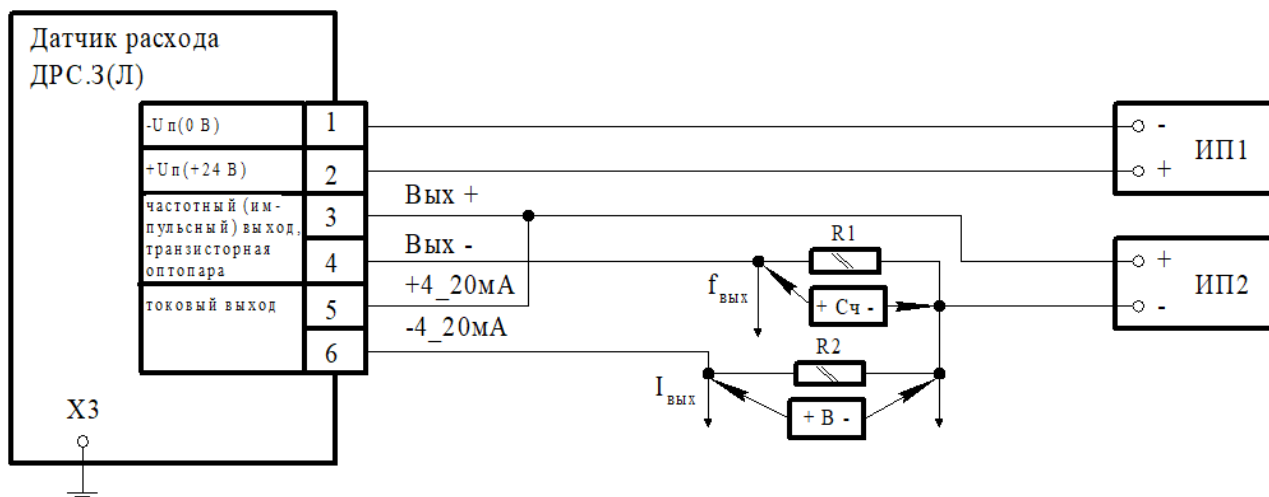 Датчик расхода
ДРС.З(Л)
-Uп(0 В) 1
+Uп(+24 В) 2
частотный (им-
пульсный) выход,
транзисторная
оптопара
3
4
токовый выход 5
6
Вых +
Вых -
+4_20мА
-4_20мА
X3
- ИП1
+
+ ИП2
-
R1
fвых
+ Сч -
R2
Iвых
+ В -